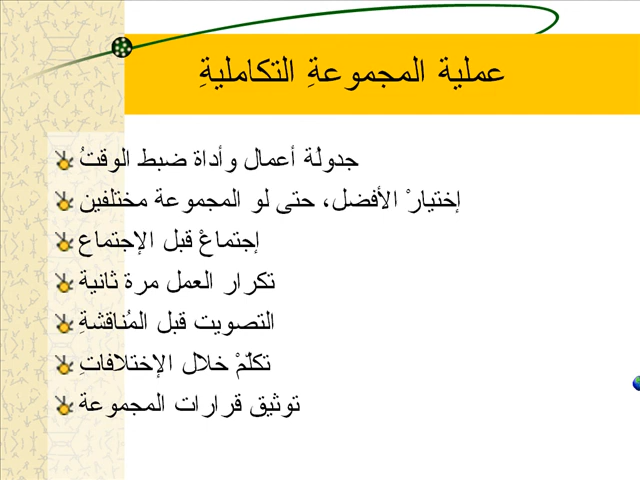 عملية المجموعةِ التكامليةِ
جدولة أعمال وأداة ضبط الوقتُ
إختيارْ الأفضل، حتى لو المجموعة مختلفين
إجتماعْ قبل الإجتماع
تكرار العمل مرة ثانية
التصويت قبل المُناقشةِ
تكلّمْ خلال الإختلافاتِ
توثيق قرارات المجموعة